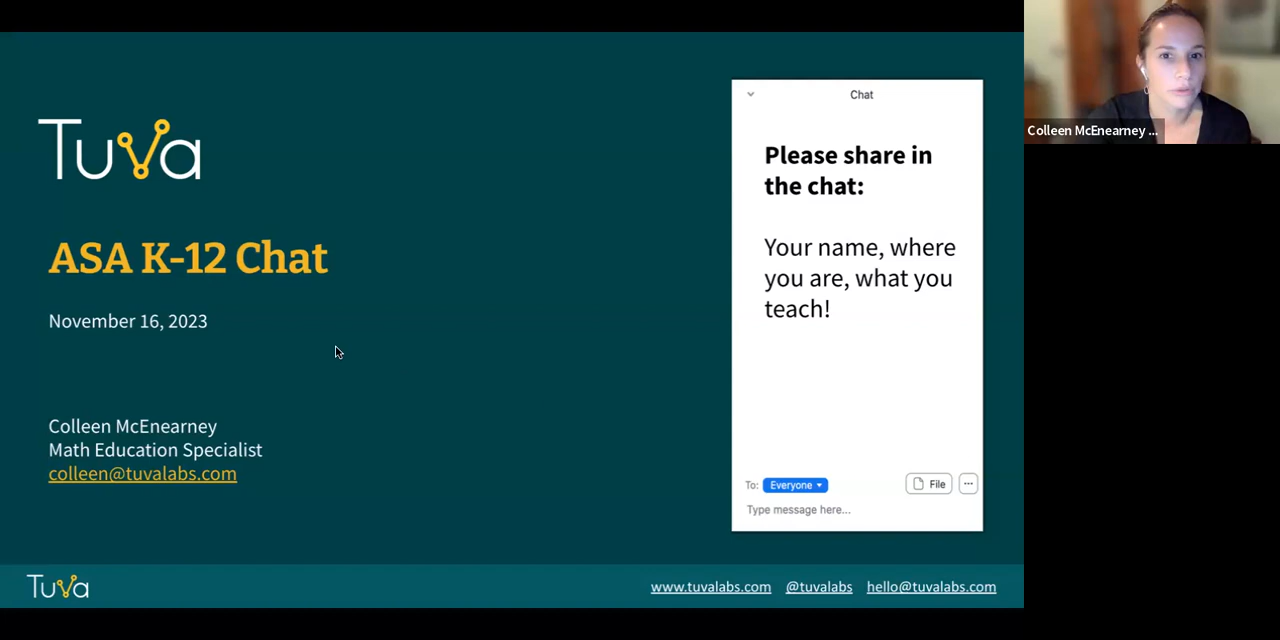 Tuva
ASA K-12 Chat
November 16, 2023
Colleen McEnearney
Math Education Specialist
colleen@tuvalabs.com
Chat
Please share in
the chat:
Your name, where
you are, what you
teach!
To: Everyone
File
Type message here...
Tuva
www.tuvalabs.com @tuvalabs hello@tuvalabs.com
Colleen McEnearney ...